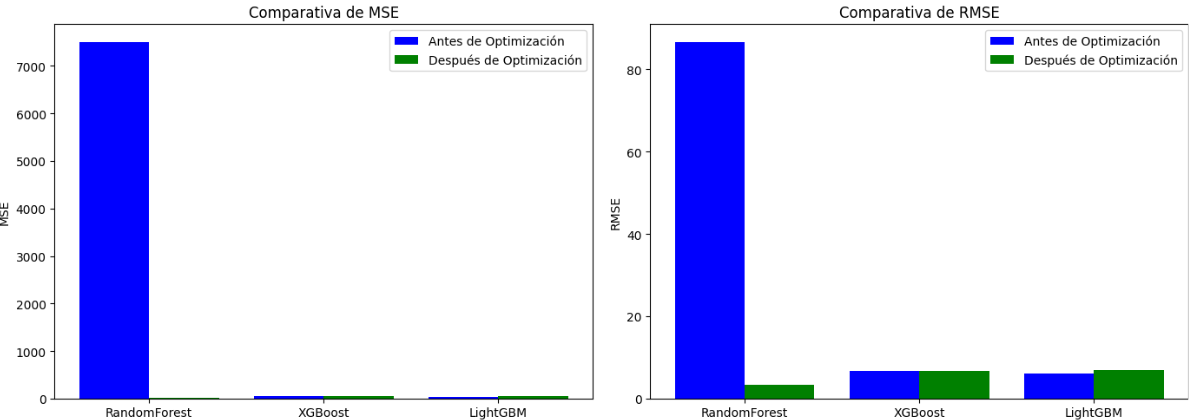 Comparativa de MSE
Antes de Optimización
Después de Optimización
7000
6000
5000
4000
3000
2000
1000
0
MSE
RandomForest
XGBoost
LightGBM
Comparativa de RMSE
Antes de Optimización
Después de Optimización
80
60
40
20
0
RMSE
RandomForest
XGBoost
LightGBM